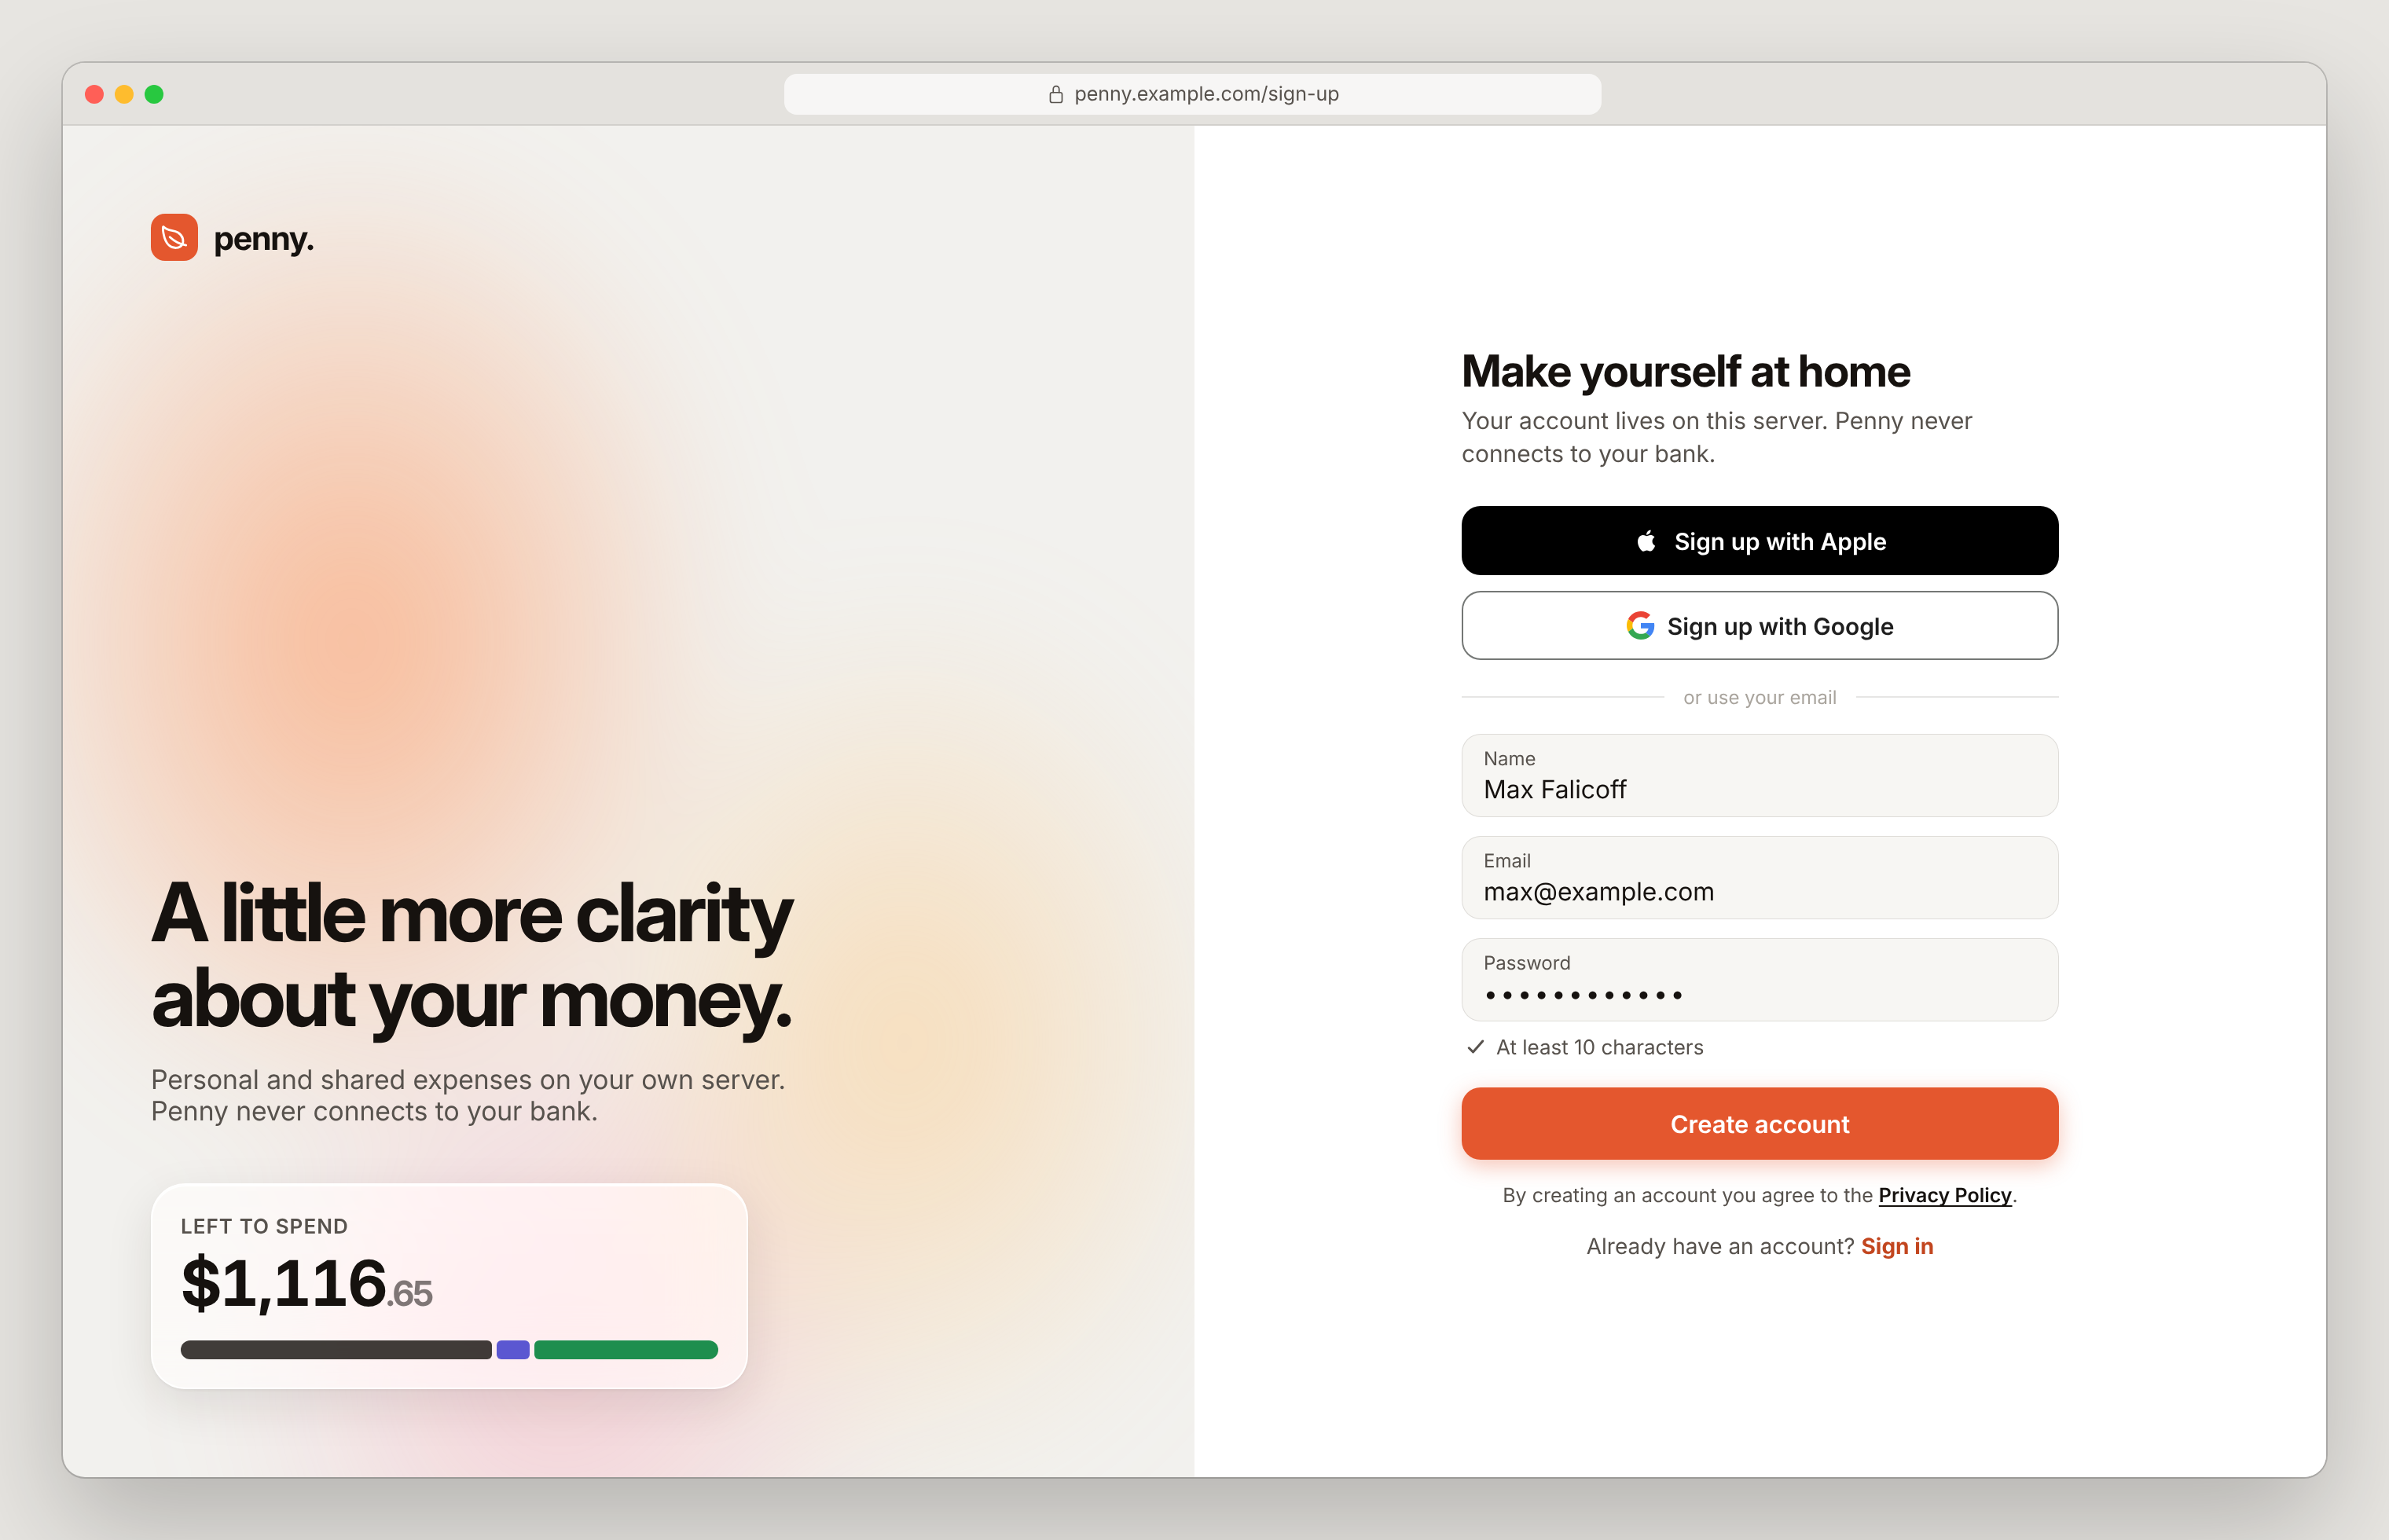 penny.example.com/sign-up
penny.
A little more clarity
about your money.
Personal and shared expenses on your own server.
Penny never connects to your bank.
LEFT TO SPEND
$1,116.65
Make yourself at home
Your account lives on this server. Penny never
connects to your bank.
Sign up with Apple
Sign up with Google
or use your email
Name
Max Falicoff
Email
max@example.com
Password
••••••••••••
At least 10 characters
Create account
By creating an account you agree to the Privacy Policy.
Already have an account? Sign in